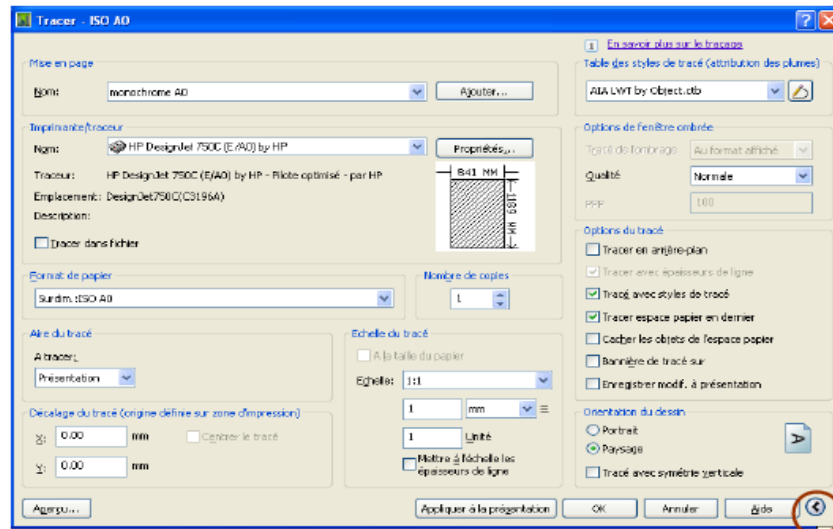 Tracer - ISO A0
En savoir plus sur le traçage
Mise en page
Nom: monochrome A0 Ajouter...
Table des styles de tracé (attribution des plumes)
AIA LWT by Object.ctb
Imprimante/traceur
Nom: HP DesignJet 750C (E/A0) by HP Propriétés...
Traceur: HP DesignJet 750C (E/A0) by HP - Pilote optimisé - par HP
Emplacement: DesignJet750C(C3196A)
Description:
Tracer dans fichier
841 MM
1189 MM
Options de fenêtre ombrée
Tracé de l'ombrage Au format affiché
Qualité Normale
PPP 100
Format de papier
Surdim. :ISO A0
Nombre de copies
1
Options du tracé
Tracer en arrière-plan
Tracer avec épaisseurs de ligne
Tracé avec styles de tracé
Tracer espace papier en dernier
Cacher les objets de l'espace papier
Bannière de tracé sur
Enregistrer modif. à présentation
Aire du tracé
A tracer:
Présentation
Echelle du tracé
A la taille du papier
Echelle: 1:1
1 mm =
1 Unité
Mettre à l'échelle les
épaisseurs de ligne
Décalage du tracé (origine définie sur zone d'impression)
X: 0.00 mm Centrer le tracé
Y: 0.00 mm
Orientation du dessin
Portrait
Paysage
A
Tracé avec symétrie verticale
Aperçu... Appliquer à la présentation OK Annuler Aide